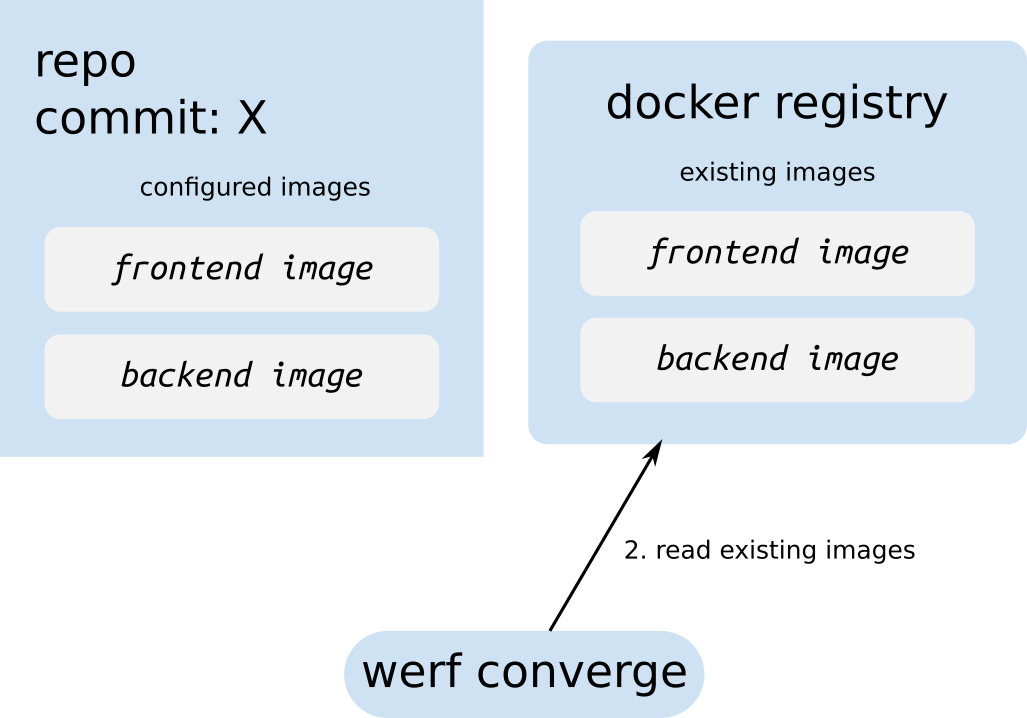 repo
commit: X
configured images
frontend image
backend image
docker registry
existing images
frontend image
backend image
2. read existing images
werf converge